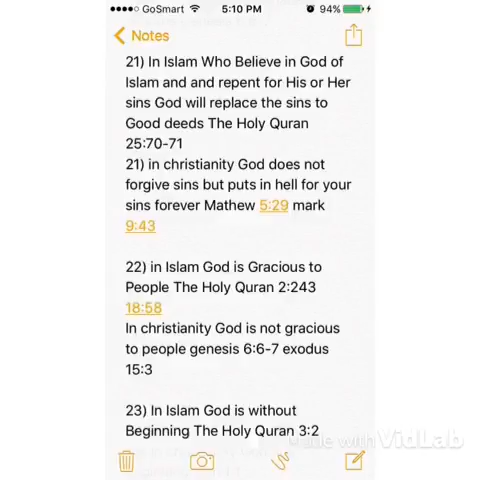 GoSmart 5:10 PM 94%
Notes
21) In Islam Who Believe in God of
Islam and and repent for His or Her
sins God will replace the sins to
Good deeds The Holy Quran
25:70-71
21) in christianity God does not
forgive sins but puts in hell for your
sins forever Mathew 5:29 mark
9:43
22) in Islam God is Gracious to
People The Holy Quran 2:243
18:58
In christianity God is not gracious
to people genesis 6:6-7 exodus
15:3
23) In Islam God is without
Beginning The Holy Quran 3:2
Made with VidLab